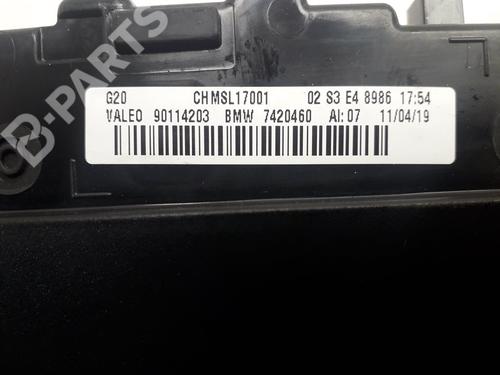 G20 CHMSL17001 02 S3 E4 8986 17:54
VALEO 90114203 BMW 7420460 AI:07 11/04/19
B-PARTS